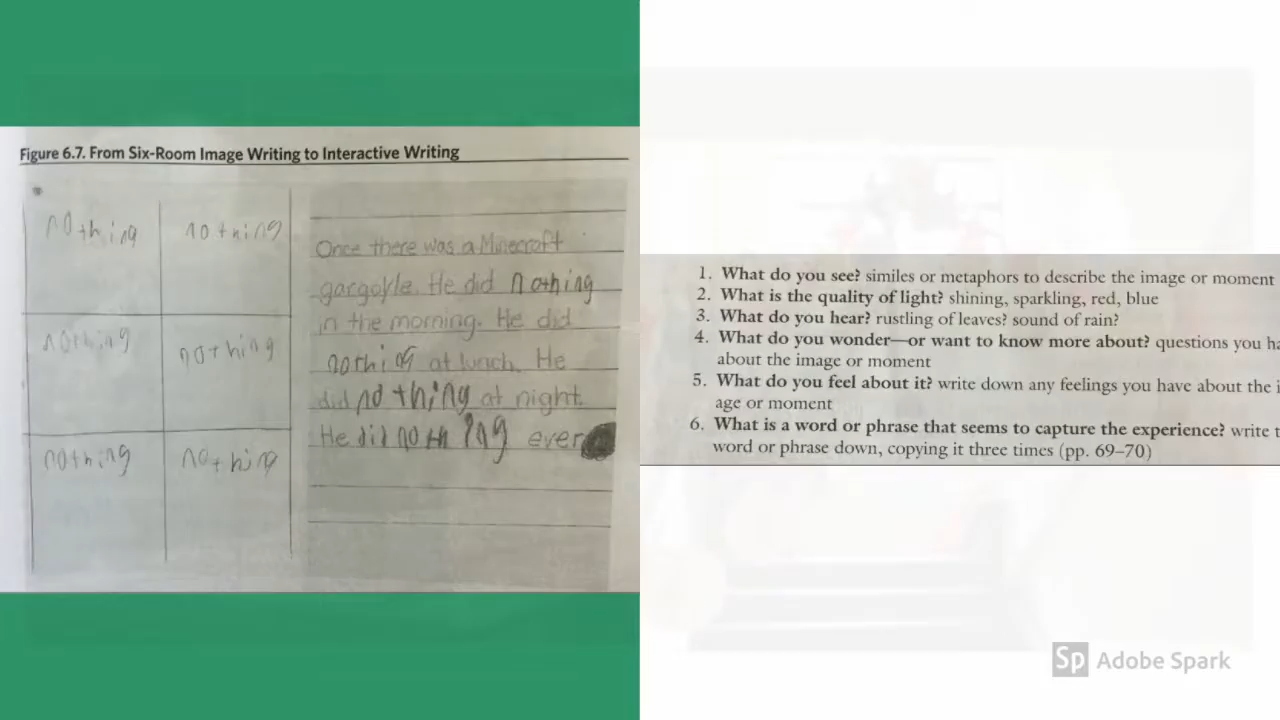 Figure 6.7. From Six-Room Image Writing to Interactive Writing
nothing nothing
nothing nothing
nothing nothing
Once there was a Minecraft
gargoyle. He did nothing
in the morning. He did
nothing at lunch. He
did nothing at night.
He did nothing ever
1. What do you see? similes or metaphors to describe the image or moment
2. What is the quality of light? shining, sparkling, red, blue
3. What do you hear? rustling of leaves? sound of rain?
4. What do you wonder—or want to know more about? questions you ha
about the image or moment
5. What do you feel about it? write down any feelings you have about the i
age or moment
6. What is a word or phrase that seems to capture the experience? write t
word or phrase down, copying it three times (pp. 69–70)
Sp Adobe Spark